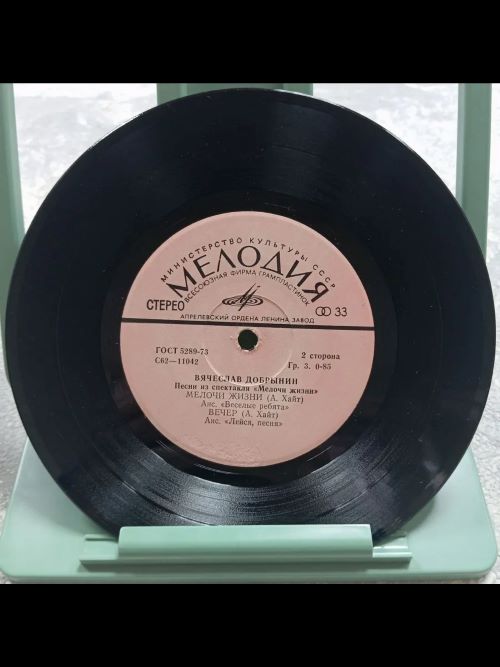 МИНИСТЕРСТВО КУЛЬТУРЫ СССР
МЕЛОДИЯ
ВСЕСОЮЗНАЯ ФИРМА ГРАМПЛАСТИНОК
СТЕРЕО
33
АПРЕЛЕВСКИЙ ОРДЕНА ЛЕНИНА ЗАВОД
ГОСТ 5289-73
2 сторона
С62—11042
Гр. 3. 0-85
ВЯЧЕСЛАВ ДОБРЫНИН
Песни из спектакля «Мелочи жизни»
МЕЛОЧИ ЖИЗНИ (А. Хайт)
Анс. «Веселые ребята»
ВЕЧЕР (А. Хайт)
Анс. «Лейся, песня»